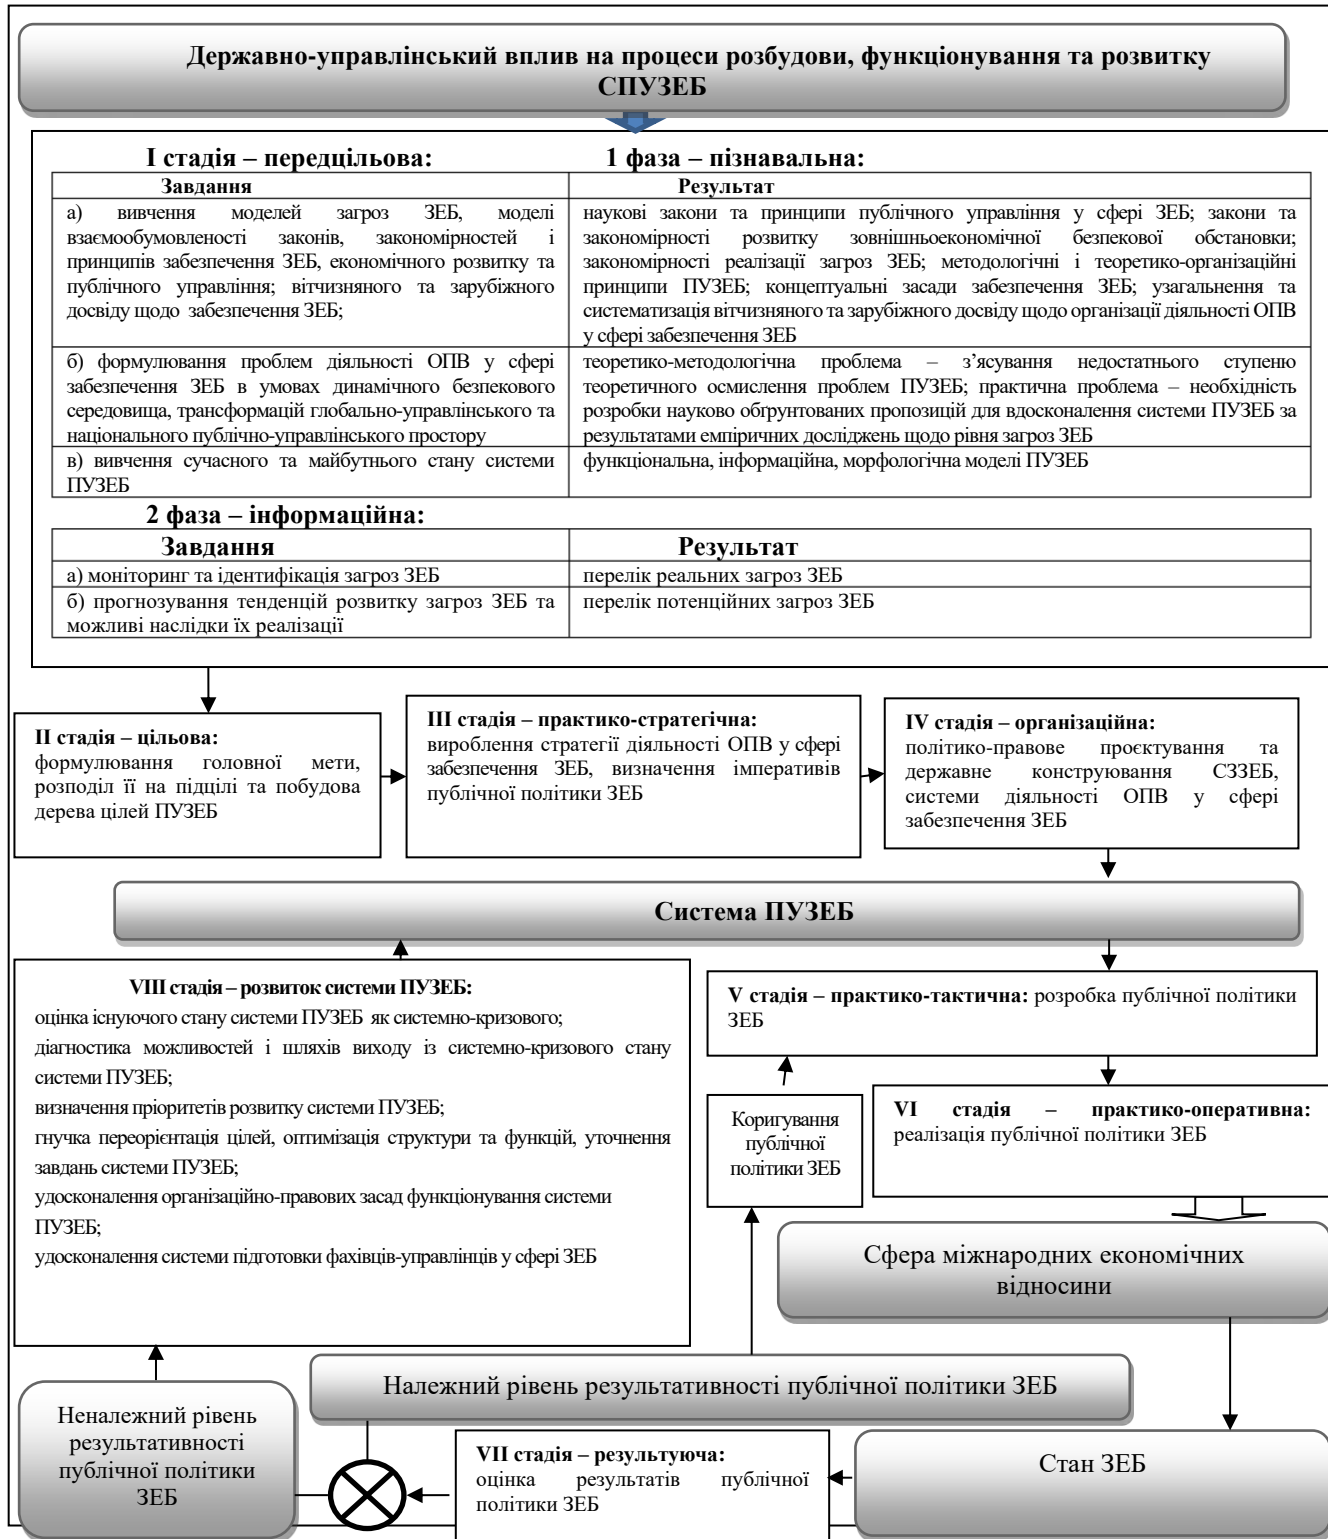 Державно-управлінський вплив на процеси розбудови, функціонування та розвитку
СПУЗЕБ
І стадія – передцільова:
1 фаза – пізнавальна:
Завдання
Результат
а) вивчення моделей загроз ЗЕБ, моделі
взаємообумовленості законів, закономірностей і
принципів забезпечення ЗЕБ, економічного розвитку та
публічного управління; вітчизняного та зарубіжного
досвіду щодо забезпечення ЗЕБ;
наукові закони та принципи публічного управління у сфері ЗЕБ; закони та
закономірності розвитку зовнішньоекономічної безпекової обстановки;
закономірності реалізації загроз ЗЕБ; методологічні і теоретико-організаційні
принципи ПУЗЕБ; концептуальні засади забезпечення ЗЕБ; узагальнення та
систематизація вітчизняного та зарубіжного досвіду щодо організації діяльності ОПВ
у сфері забезпечення ЗЕБ
б) формулювання проблем діяльності ОПВ у сфері
забезпечення ЗЕБ в умовах динамічного безпекового
середовища, трансформацій глобально-управлінського та
національного публічно-управлінського простору
теоретико-методологічна проблема – з’ясування недостатнього ступеню
теоретичного осмислення проблем ПУЗЕБ; практична проблема – необхідність
розробки науково обґрунтованих пропозицій для вдосконалення системи ПУЗЕБ за
результатами емпіричних досліджень щодо рівня загроз ЗЕБ
в) вивчення сучасного та майбутнього стану системи
ПУЗЕБ
функціональна, інформаційна, морфологічна моделі ПУЗЕБ
2 фаза – інформаційна:
Завдання
Результат
а) моніторинг та ідентифікація загроз ЗЕБ
перелік реальних загроз ЗЕБ
б) прогнозування тенденцій розвитку загроз ЗЕБ та
можливі наслідки їх реалізації
перелік потенційних загроз ЗЕБ
ІІ стадія – цільова:
формулювання головної мети,
розподіл її на підцілі та побудова
дерева цілей ПУЗЕБ
ІІІ стадія – практико-стратегічна:
вироблення стратегії діяльності ОПВ у сфері
забезпечення ЗЕБ, визначення імперативів
публічної політики ЗЕБ
IV стадія – організаційна:
політико-правове проєктування та
державне конструювання СЗЗЕБ,
системи діяльності ОПВ у сфері
забезпечення ЗЕБ
Система ПУЗЕБ
VIII стадія – розвиток системи ПУЗЕБ:
оцінка існуючого стану системи ПУЗЕБ як системно-кризового;
діагностика можливостей і шляхів виходу із системно-кризового стану
системи ПУЗЕБ;
визначення пріоритетів розвитку системи ПУЗЕБ;
гнучка переорієнтація цілей, оптимізація структури та функцій, уточнення
завдань системи ПУЗЕБ;
удосконалення організаційно-правових засад функціонування системи
ПУЗЕБ;
удосконалення системи підготовки фахівців-управлінців у сфері ЗЕБ
V стадія – практико-тактична: розробка публічної політики
ЗЕБ
Коригування
публічної
політики ЗЕБ
VI стадія – практико-оперативна:
реалізація публічної політики ЗЕБ
Сфера міжнародних економічних
відносини
Належний рівень результативності публічної політики ЗЕБ
Неналежний рівень
результативності
публічної політики
ЗЕБ
VII стадія – результуюча:
оцінка результатів публічної
політики ЗЕБ
Стан ЗЕБ